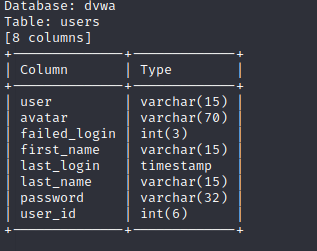 Database: dvwa
Table: users
[8 columns]
+--------------+-------------+
| Column       | Type        |
+--------------+-------------+
| user         | varchar(15) |
| avatar       | varchar(70) |
| failed_login | int(3)      |
| first_name   | varchar(15) |
| last_login   | timestamp   |
| last_name    | varchar(15) |
| password     | varchar(32) |
| user_id      | int(6)      |
+--------------+-------------+